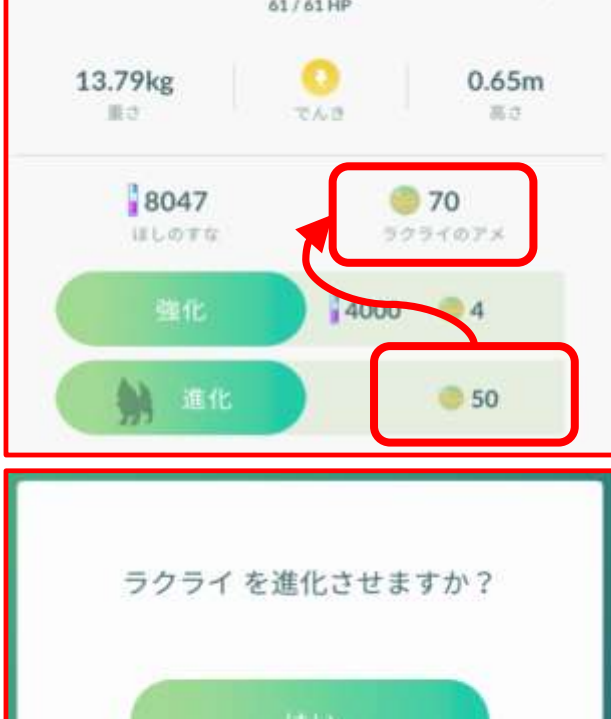 61 / 61 HP
13.79kg 0.65m
重さ でんき 高さ
8047 70
ほしのすな ラクライのアメ
強化 4000 4
進化 50
ラクライ を進化させますか？
はい